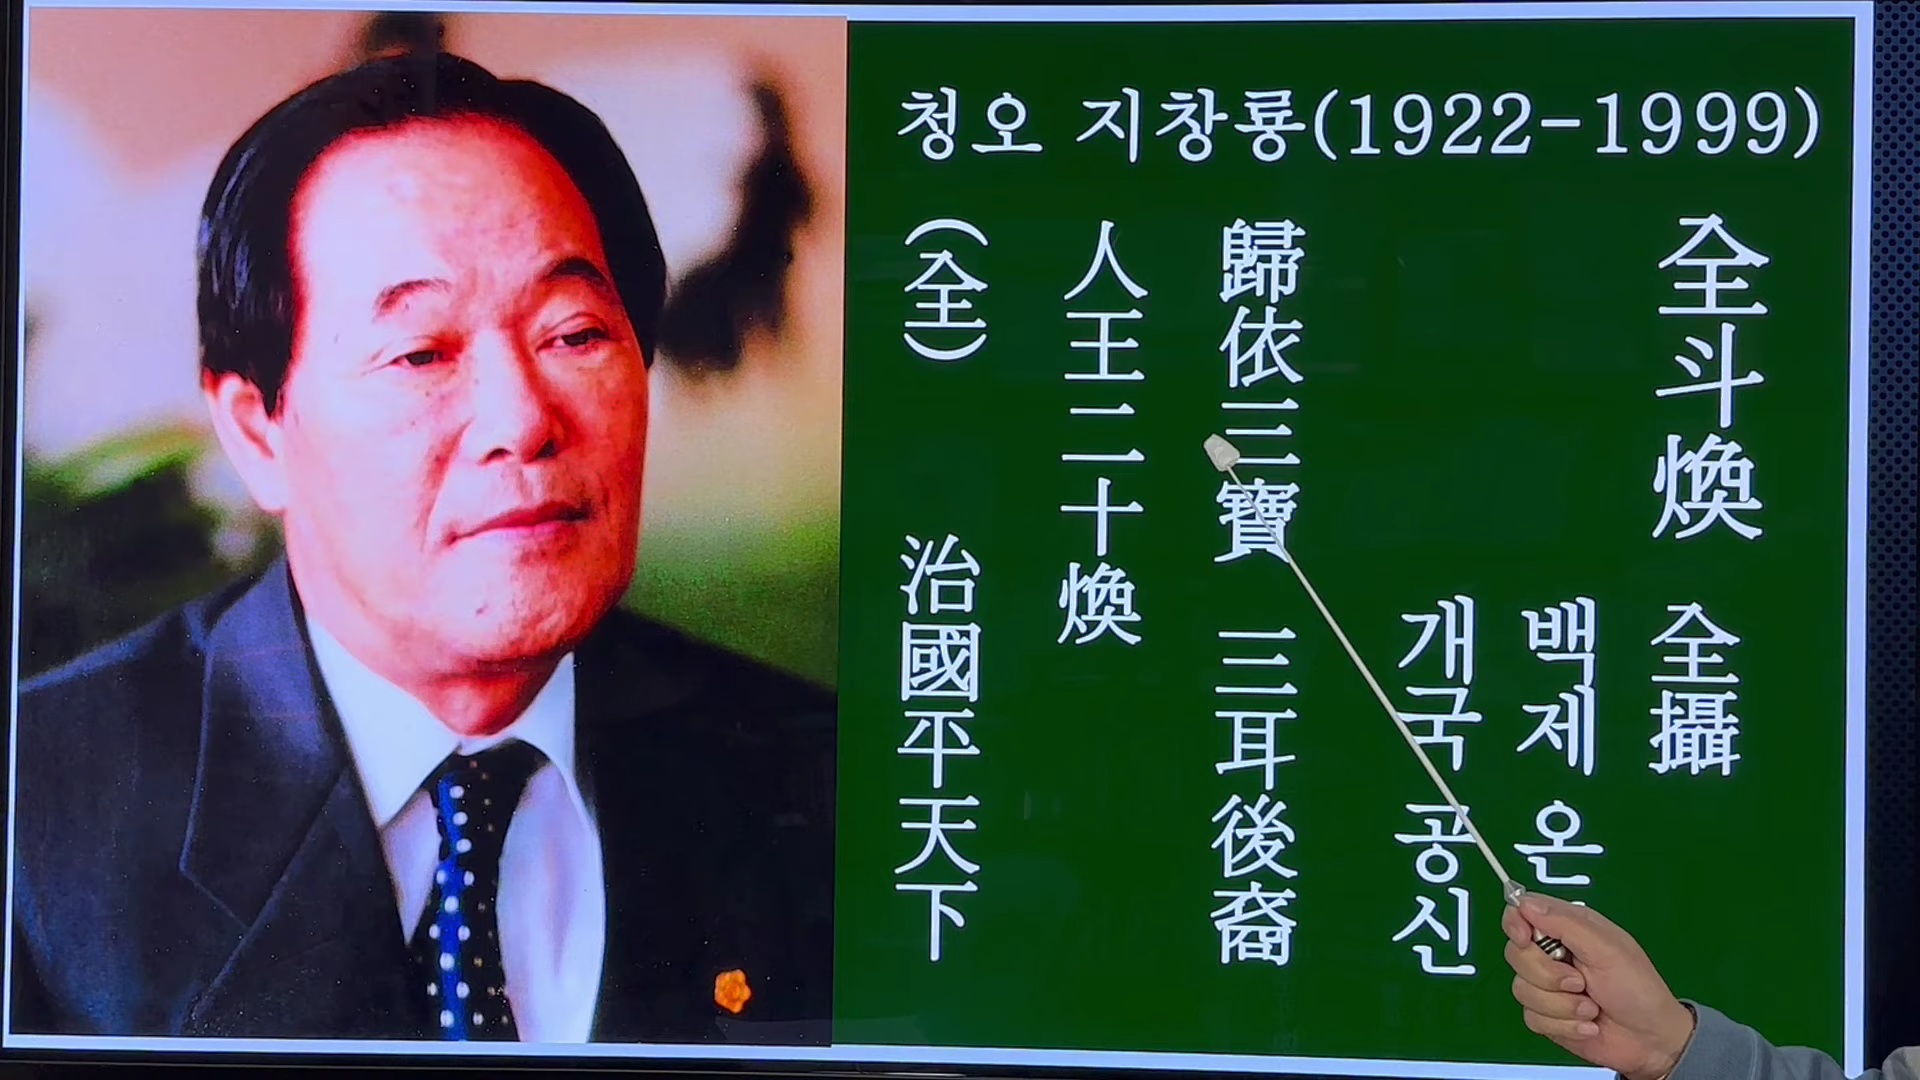 청오 지창룡(1922-1999)
全斗煥 全攝
백제 온
개국 공신
歸依三寶 三耳後裔
人王二十煥
(全) 治國平天下